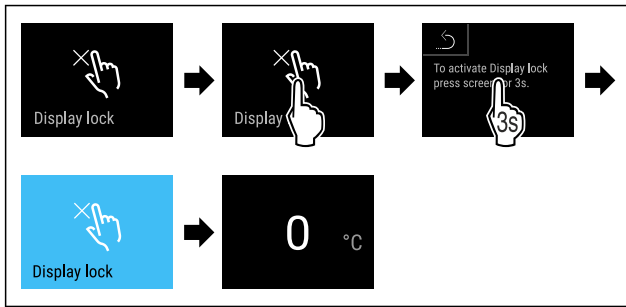 Display lock
Display
To activate Display lock
press screen for 3s.
3s
Display lock
0 °C